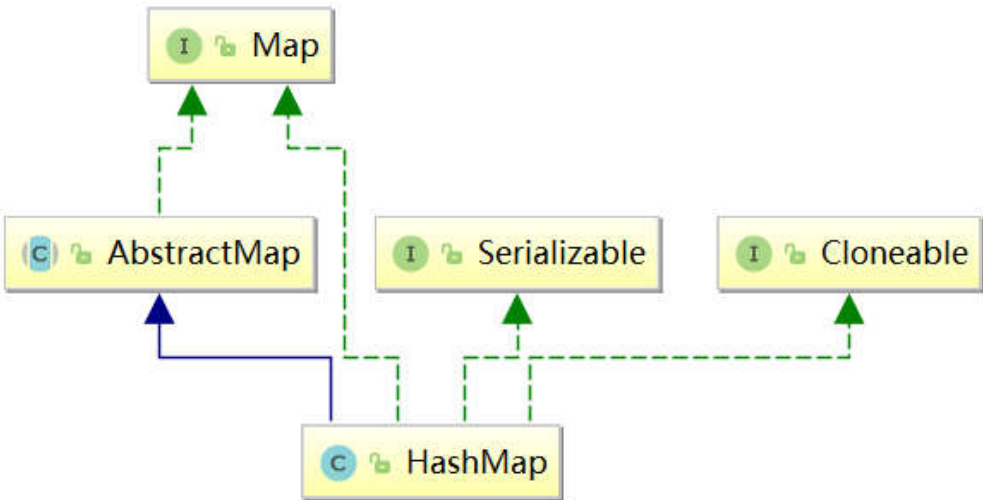 I Map
C AbstractMap
I Serializable
I Cloneable
C HashMap